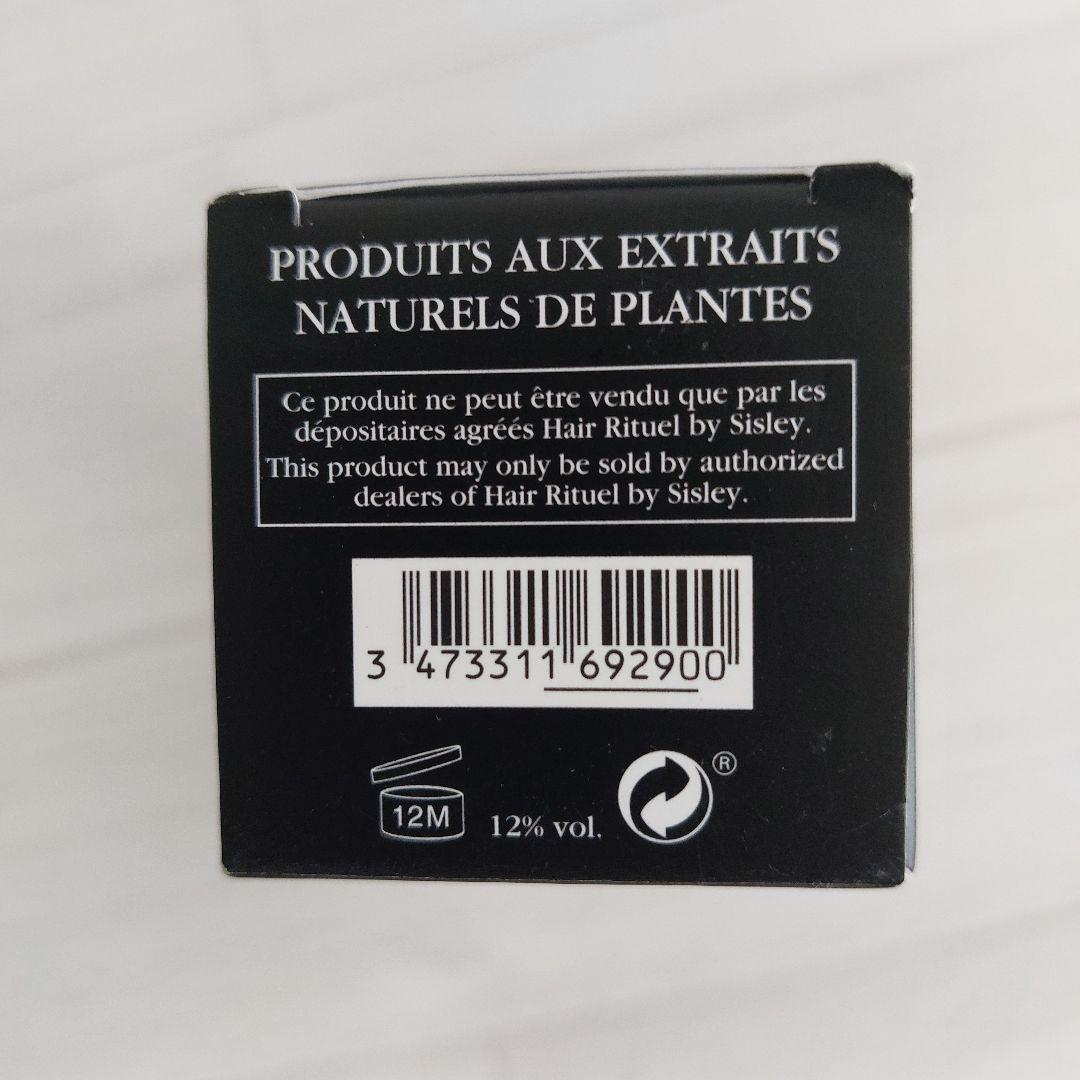 PRODUITS AUX EXTRAITS
NATURELS DE PLANTES
Ce produit ne peut être vendu que par les
dépositaires agréés Hair Rituel by Sisley.
This product may only be sold by authorized
dealers of Hair Rituel by Sisley.
3 473311 692900
12M 12% vol. ®